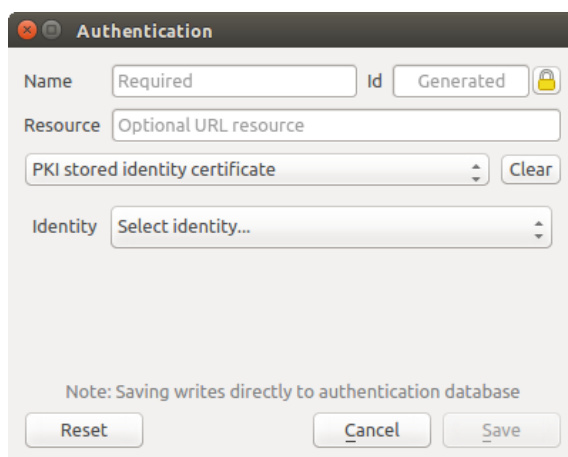 Authentication
Name Required Id Generated
Resource Optional URL resource
PKI stored identity certificate Clear
Identity Select identity...
Note: Saving writes directly to authentication database
Reset Cancel Save